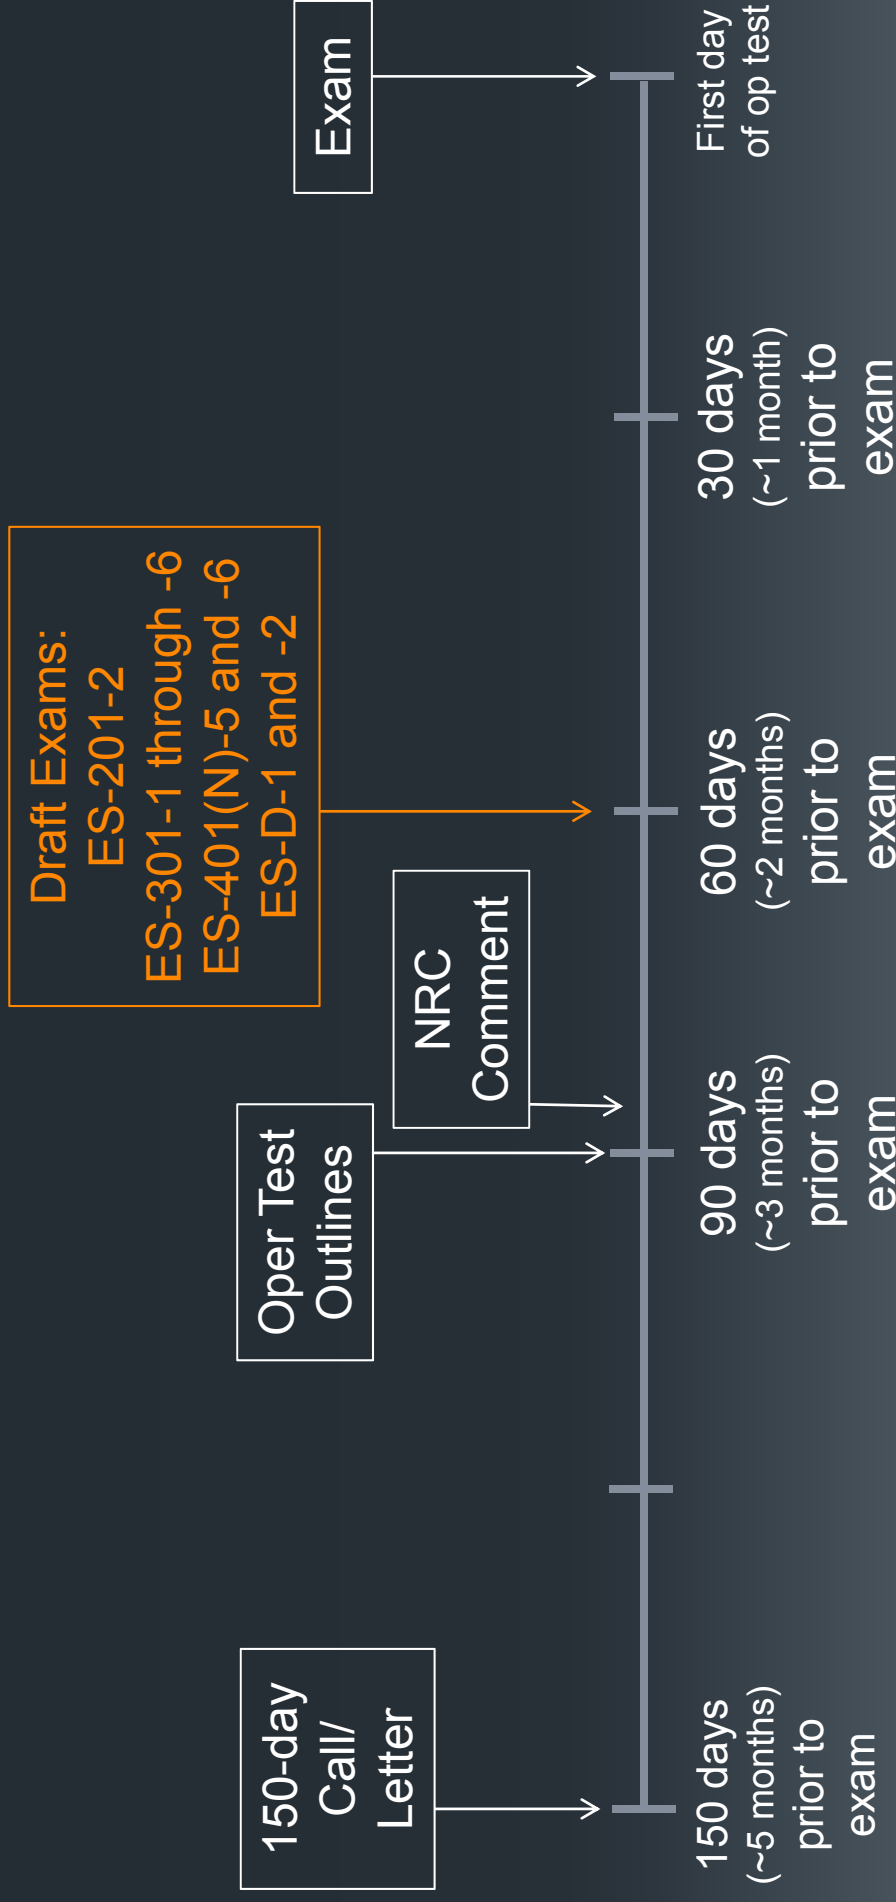 Draft Exams:
ES-201-2
ES-301-1 through -6
ES-401(N)-5 and -6
ES-D-1 and -2
150-day
Call/
Letter
Oper Test
Outlines
NRC
Comment
Exam
150 days
(~5 months)
prior to
exam
90 days
(~3 months)
prior to
exam
60 days
(~2 months)
prior to
exam
30 days
(~1 month)
prior to
exam
First day
of op test